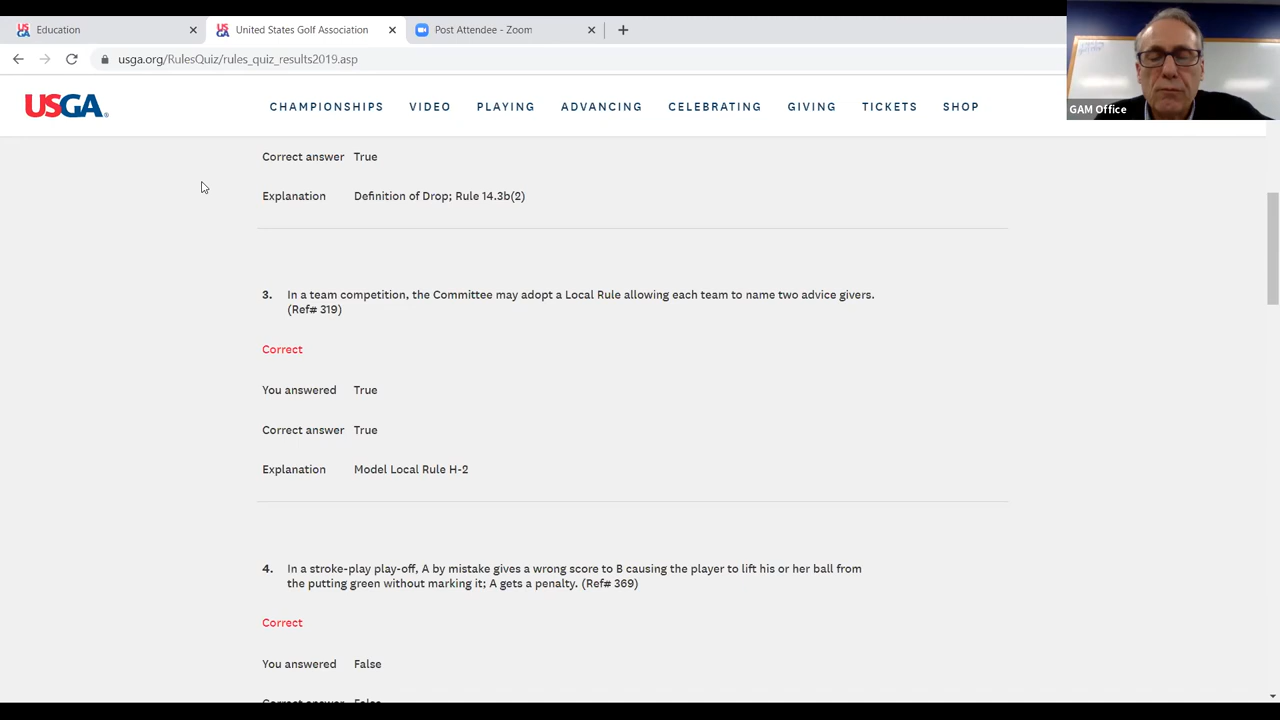 Education
United States Golf Association
Post Attendee - Zoom
usga.org/RulesQuiz/rules_quiz_results2019.asp
GAM Office
USGA
CHAMPIONSHIPS VIDEO PLAYING ADVANCING CELEBRATING GIVING TICKETS SHOP
Correct answer True
Explanation Definition of Drop; Rule 14.3b(2)
3. In a team competition, the Committee may adopt a Local Rule allowing each team to name two advice givers.
(Ref# 319)
Correct
You answered True
Correct answer True
Explanation Model Local Rule H-2
4. In a stroke-play play-off, A by mistake gives a wrong score to B causing the player to lift his or her ball from
the putting green without marking it; A gets a penalty. (Ref# 369)
Correct
You answered False
Correct answer False